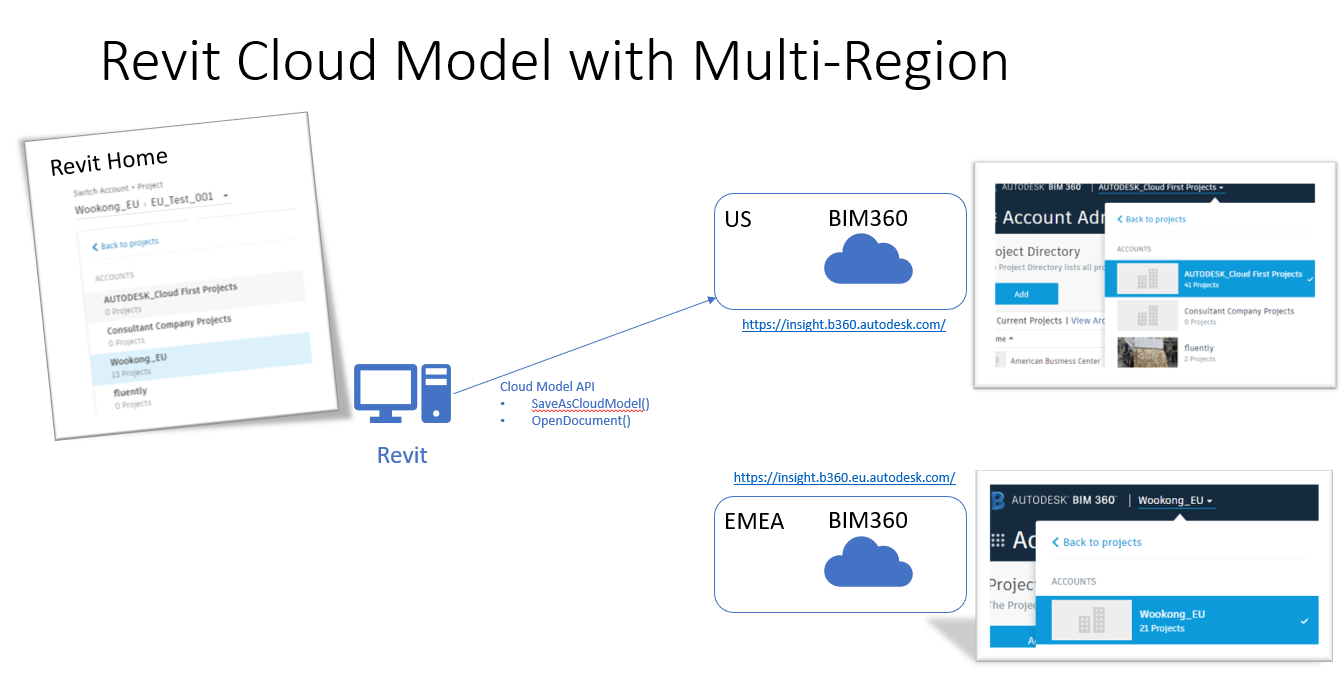 Revit Cloud Model with Multi-Region
Revit Home
Switch Account + Project
Wookong_EU › EU_Test_001
Back to projects
ACCOUNTS
AUTODESK_Cloud First Projects
0 Projects
Consultant Company Projects
0 Projects
Wookong_EU
13 Projects
fluently
0 Projects
Revit
Cloud Model API
• SaveAsCloudModel()
• OpenDocument()
US BIM360
https://insight.b360.autodesk.com/
AUTODESK BIM 360 | AUTODESK_Cloud First Projects
Account Adr
Back to projects
oject Directory
ACCOUNTS
e Project Directory lists all pro
AUTODESK_Cloud First Projects
41 Projects
Add
Current Projects | View Arc
Consultant Company Projects
0 Projects
me
American Business Center
fluently
2 Projects
https://insight.b360.eu.autodesk.com/
EMEA BIM360
AUTODESK® BIM 360® | Wookong_EU
Ac
Back to projects
Projec
ACCOUNTS
The Projec
Wookong_EU
21 Projects
A